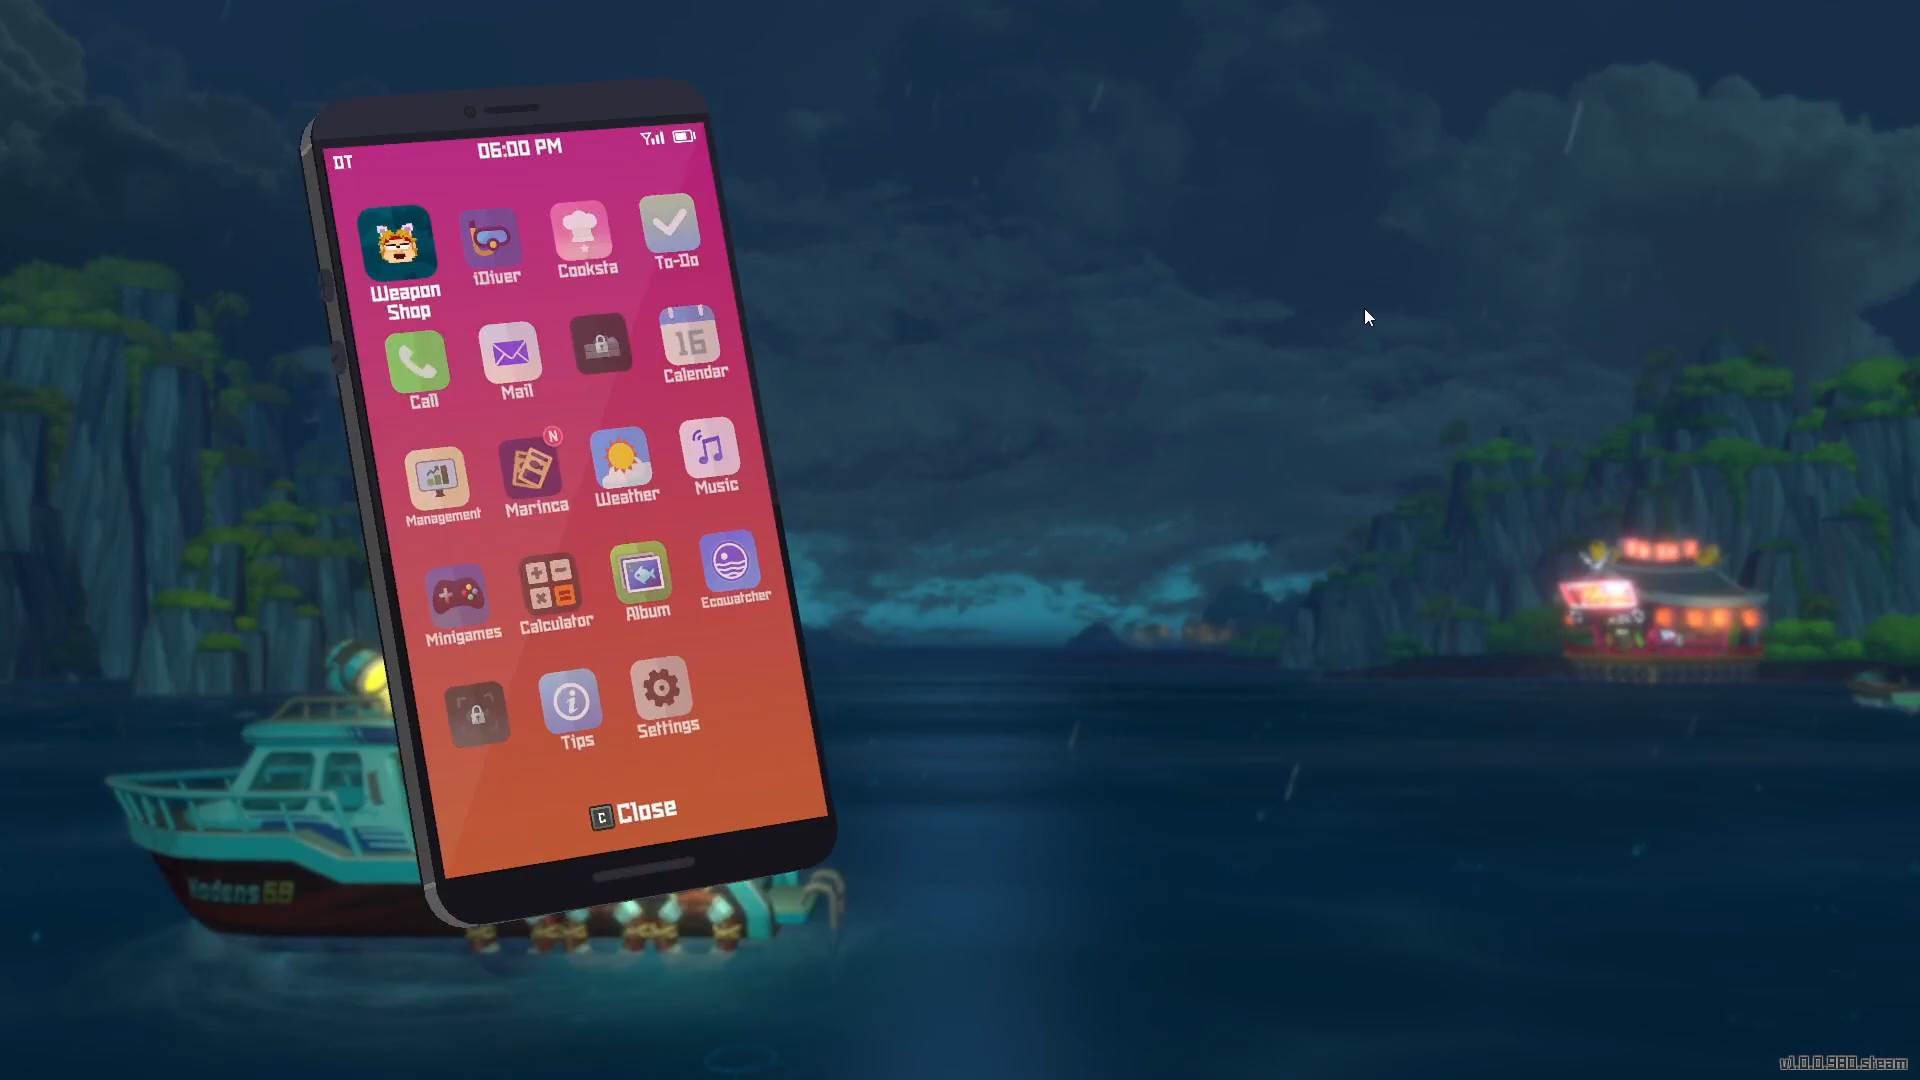 DT
06:00 PM
Weapon
Shop
iDiver
Cooksta
To-Do
Call
Mail
16
Calendar
Management
N
Marinca
Weather
Music
Minigames
Calculator
Album
Ecowatcher
Tips
Settings
C Close
v1.0.0.980.steam